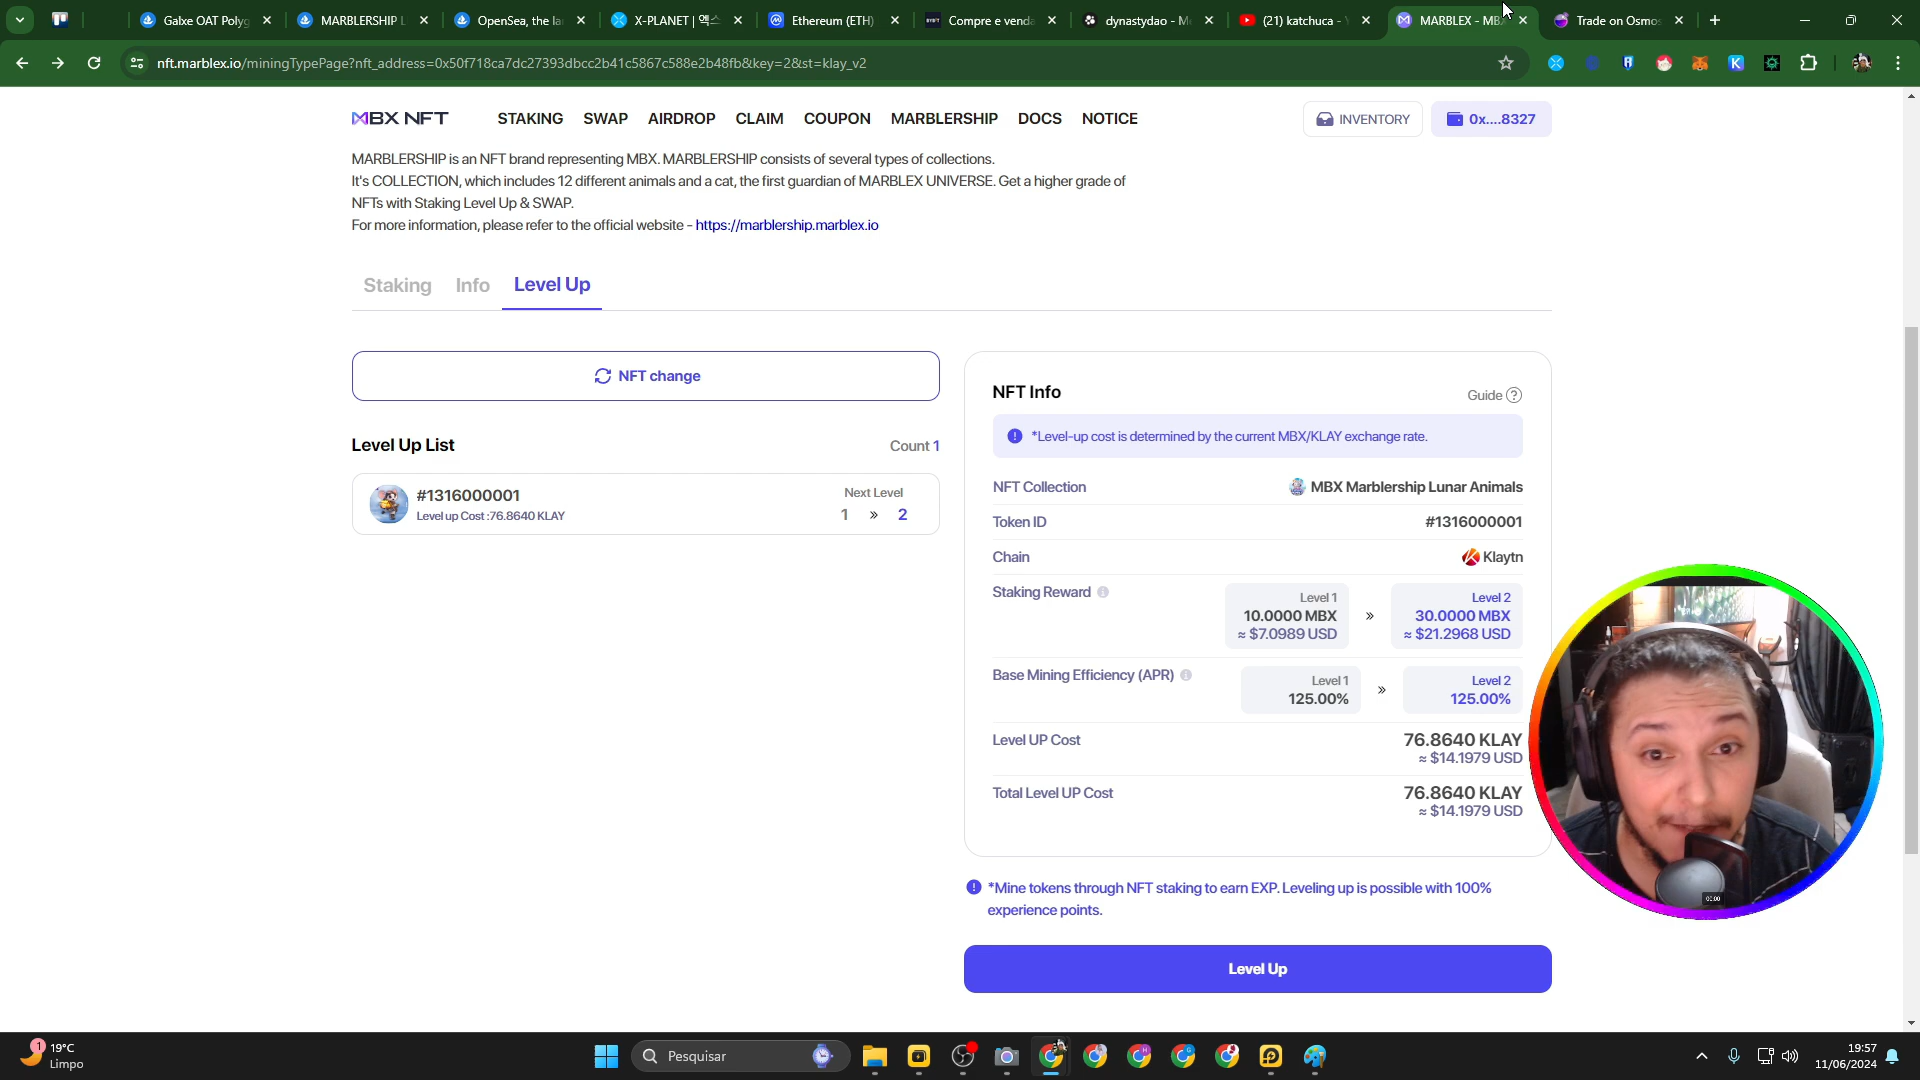 Galxe OAT Polyg
MARBLERSHIP L
OpenSea, the la
X-PLANET | 엑스
Ethereum (ETH)
Compre e venda
dynastydao - M
(21) katchuca - Y
MARBLEX - MBX
Trade on Osmos
nft.marblex.io/miningTypePage?nft_address=0x50f718ca7dc27393dbcc2b41c5867c588e2b48fb&key=2&st=klay_v2
MBX NFT
STAKING
SWAP
AIRDROP
CLAIM
COUPON
MARBLERSHIP
DOCS
NOTICE
INVENTORY
0x....8327
MARBLERSHIP is an NFT brand representing MBX. MARBLERSHIP consists of several types of collections.
It's COLLECTION, which includes 12 different animals and a cat, the first guardian of MARBLEX UNIVERSE. Get a higher grade of
NFTs with Staking Level Up & SWAP.
For more information, please refer to the official website - https://marblership.marblex.io
Staking
Info
Level Up
NFT change
Level Up List
Count 1
#1316000001
Level up Cost :76.8640 KLAY
Next Level
1 » 2
NFT Info
Guide ?
*Level-up cost is determined by the current MBX/KLAY exchange rate.
NFT Collection
MBX Marblership Lunar Animals
Token ID
#1316000001
Chain
Klaytn
Staking Reward
Level 1
10.0000 MBX
≈ $7.0989 USD
»
Level 2
30.0000 MBX
≈ $21.2968 USD
Base Mining Efficiency (APR)
Level 1
125.00%
»
Level 2
125.00%
Level UP Cost
76.8640 KLAY
≈ $14.1979 USD
Total Level UP Cost
76.8640 KLAY
≈ $14.1979 USD
*Mine tokens through NFT staking to earn EXP. Leveling up is possible with 100%
experience points.
Level Up
00:00
1
19°C
Limpo
Pesquisar
19:57
11/06/2024